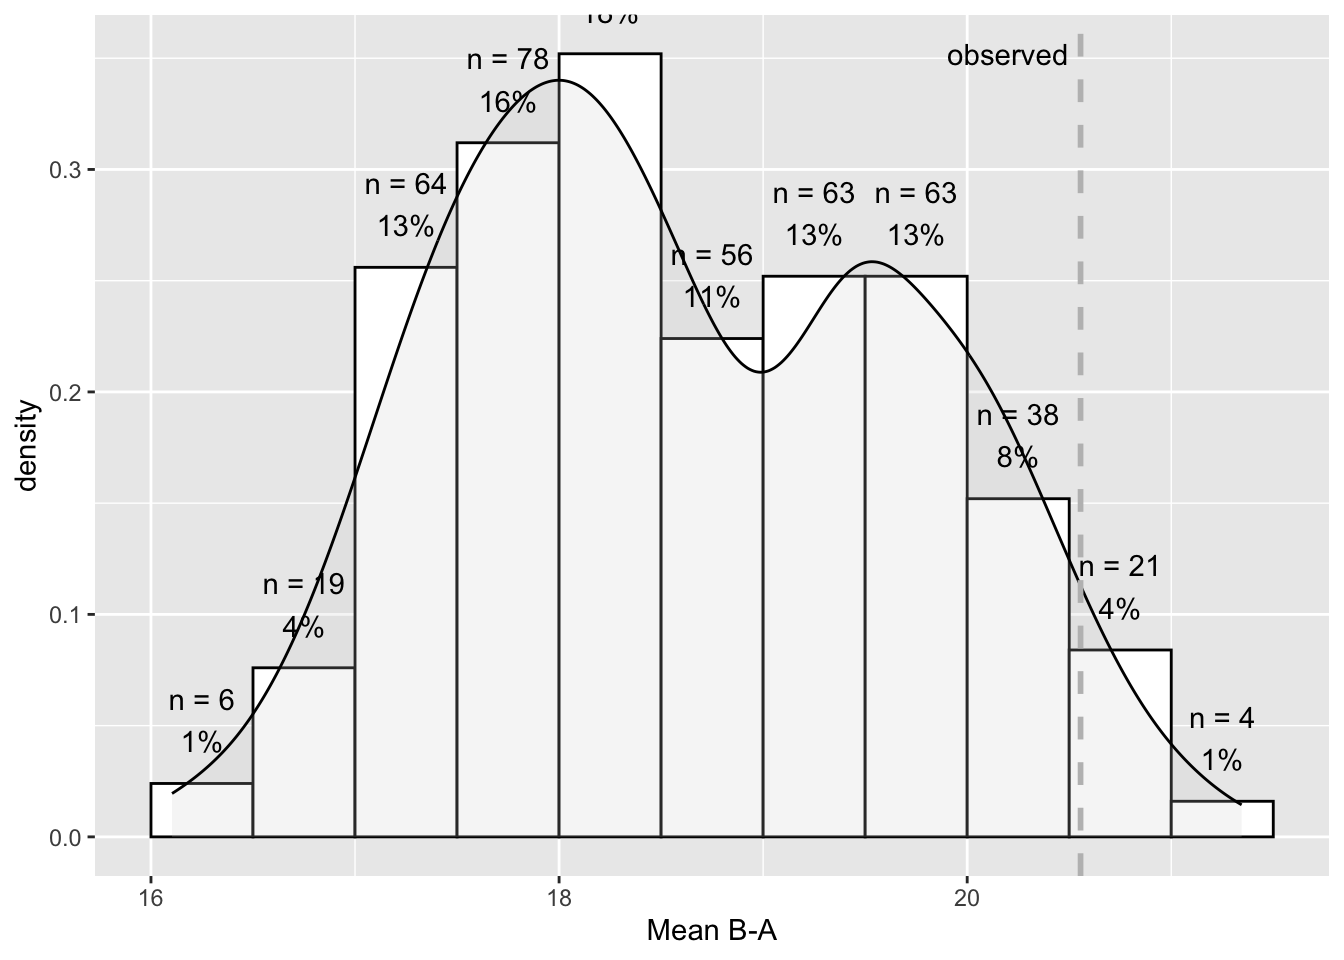 18%
n = 78
16%
observed
n = 64
13%
n = 63
13%
n = 63
13%
n = 56
11%
n = 38
8%
n = 19
4%
n = 21
4%
n = 6
1%
n = 4
1%
0.3
0.2
0.1
0.0
density
16
18
20
Mean B-A